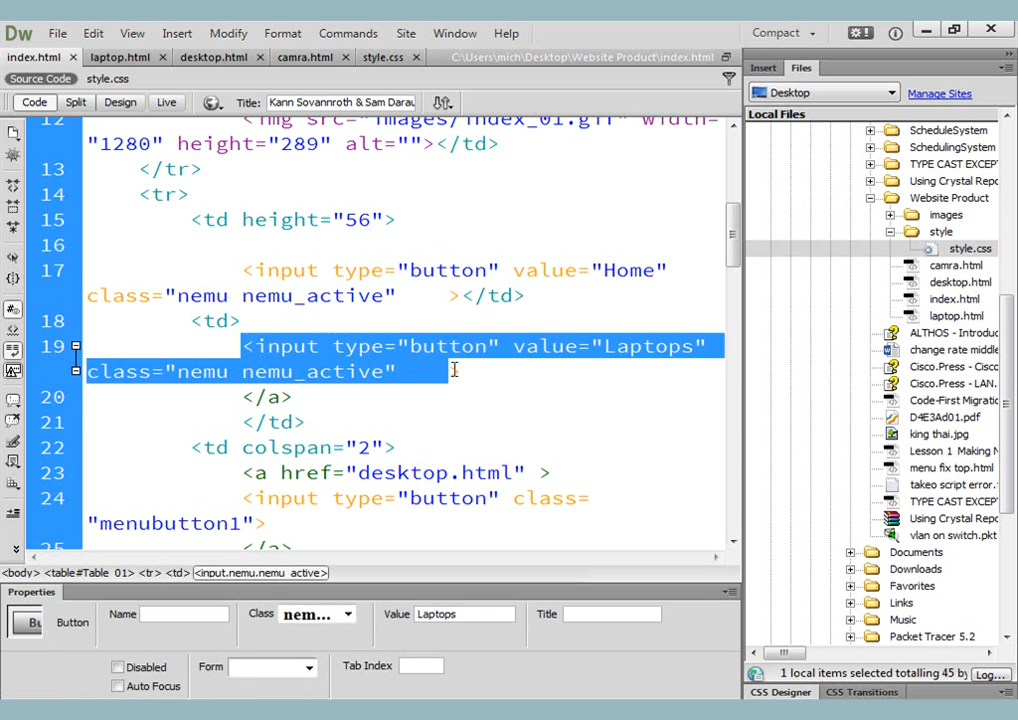 Dw File Edit View Insert Modify Format Commands Site Window Help Compact
index.html laptop.html desktop.html camra.html style.css C:\Users\mich\Desktop\Website Product\index.html
Source Code style.css
Code Split Design Live Title: Kann Sovannroth & Sam Darau
12 <img src="images/index_01.gif" width=
"1280" height="289" alt=""></td>
13 </tr>
14 <tr>
15 <td height="56">
16
17 <input type="button" value="Home"
class="nemu nemu_active" ></td>
18 <td>
19 <input type="button" value="Laptops"
class="nemu nemu_active" >
20 </a>
21 </td>
22 <td colspan="2">
23 <a href="desktop.html" >
24 <input type="button" class=
"menubutton1">
25 </a>
<body> <table#Table_01> <tr> <td> <input.nemu.nemu_active>
Properties
Button Name Class nem... Value Laptops Title
Disabled Form Tab Index
Auto Focus
Insert Files
Desktop Manage Sites
Local Files
ScheduleSystem
SchedulingSystem
TYPE CAST EXCEP
Using Crystal Repo
Website Product
images
style
style.css
camra.html
desktop.html
index.html
laptop.html
ALTHOS - Introduc
change rate middle
Cisco.Press - Cisco
Cisco.Press - LAN.
Code-First Migratio
D4E3Ad01.pdf
king thai.jpg
Lesson 1 Making N
menu fix top.html
takeo script error.
TYPE CAST EXCEP
Using Crystal Repo
vlan on switch.pkt
Documents
Downloads
Favorites
Links
Music
Packet Tracer 5.2
1 local items selected totalling 45 by Log...
CSS Designer CSS Transitions